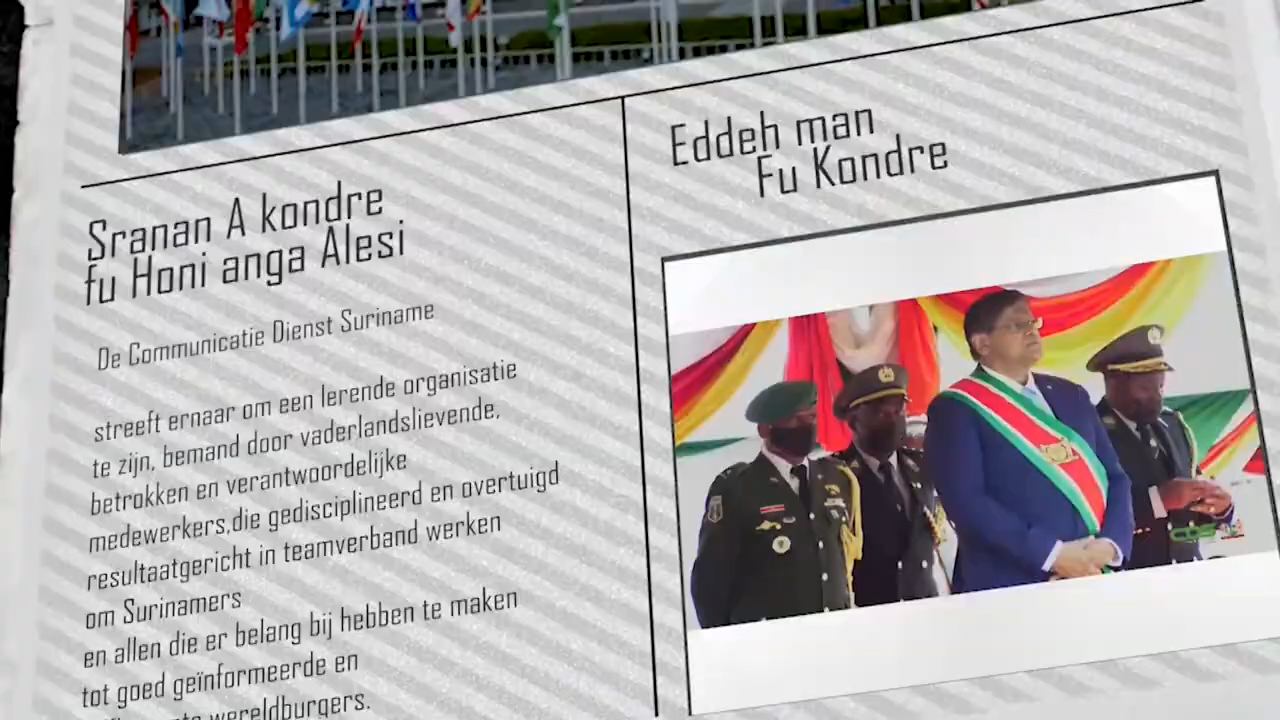 Sranan A kondre
fu Honi anga Alesi
De Communicatie Dienst Suriname
streeft ernaar om een lerende organisatie
te zijn, bemand door vaderlandslievende,
betrokken en verantwoordelijke
medewerkers,die gedisciplineerd en overtuigd
resultaatgericht in teamverband werken
om Surinamers
en allen die er belang bij hebben te maken
tot goed geïnformeerde en
wereldburgers.
Eddeh man
Fu Kondre